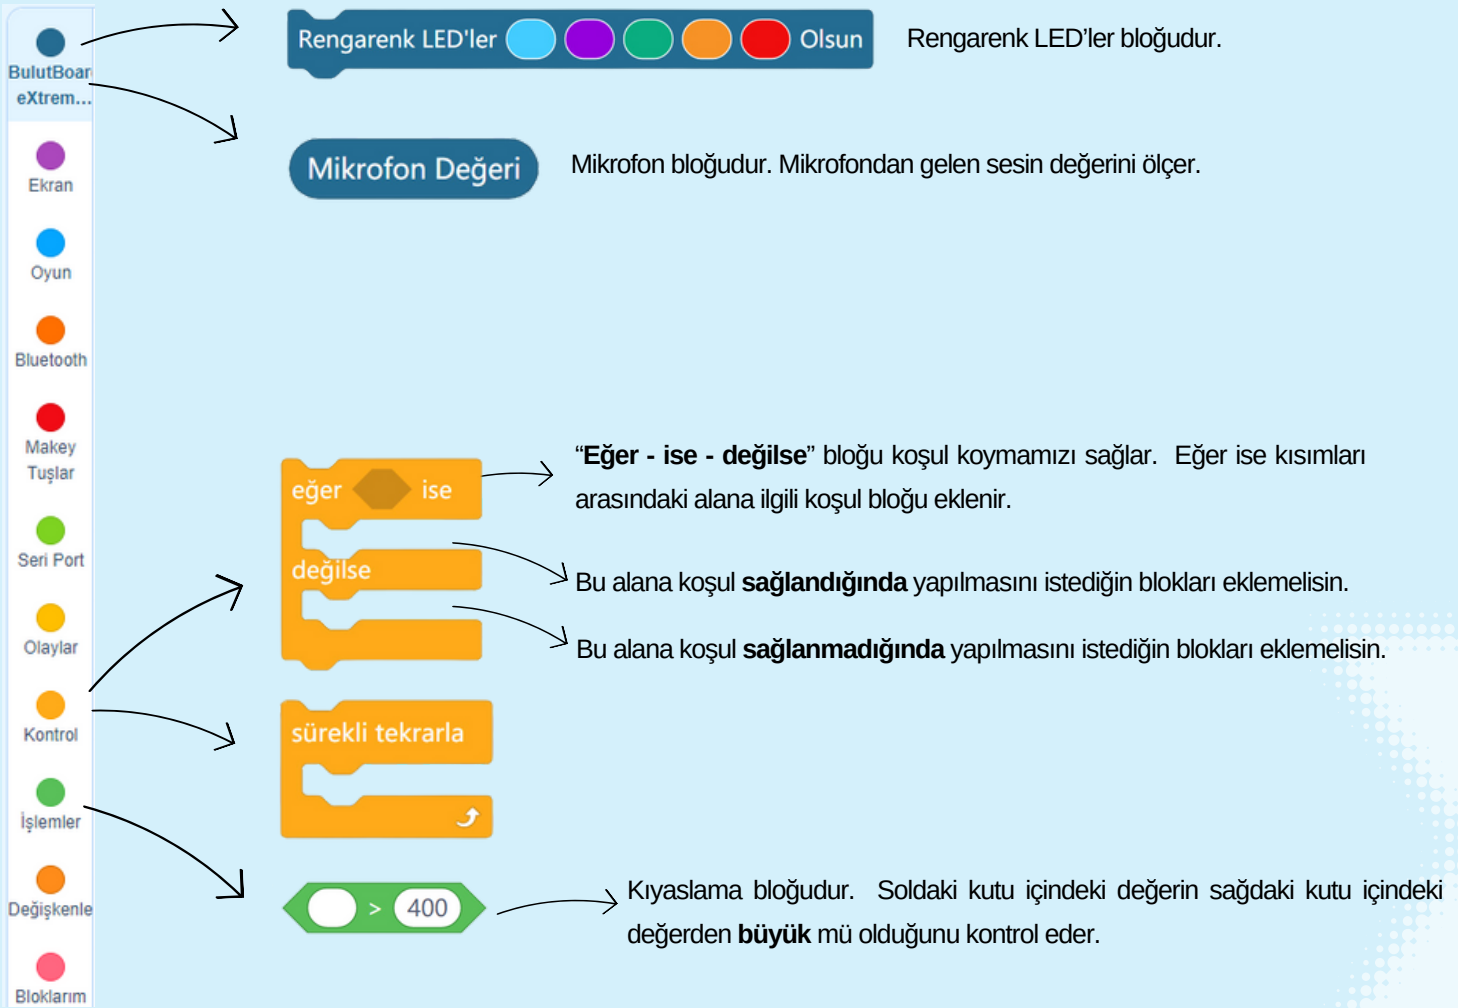 BulutBoar
eXtrem...
Ekran
Oyun
Bluetooth
Makey
Tuşlar
Seri Port
Olaylar
Kontrol
İşlemler
Değişkenle
Bloklarım
Rengarenk LED'ler Olsun
Rengarenk LED'ler bloğudur.
Mikrofon Değeri
Mikrofon bloğudur. Mikrofondan gelen sesin değerini ölçer.
eğer ise
değilse
“Eğer - ise - değilse” bloğu koşul koymamızı sağlar. Eğer ise kısımları
arasındaki alana ilgili koşul bloğu eklenir.
Bu alana koşul sağlandığında yapılmasını istediğin blokları eklemelisin.
Bu alana koşul sağlanmadığında yapılmasını istediğin blokları eklemelisin.
sürekli tekrarla
> 400
Kıyaslama bloğudur. Soldaki kutu içindeki değerin sağdaki kutu içindeki
değerden büyük mü olduğunu kontrol eder.